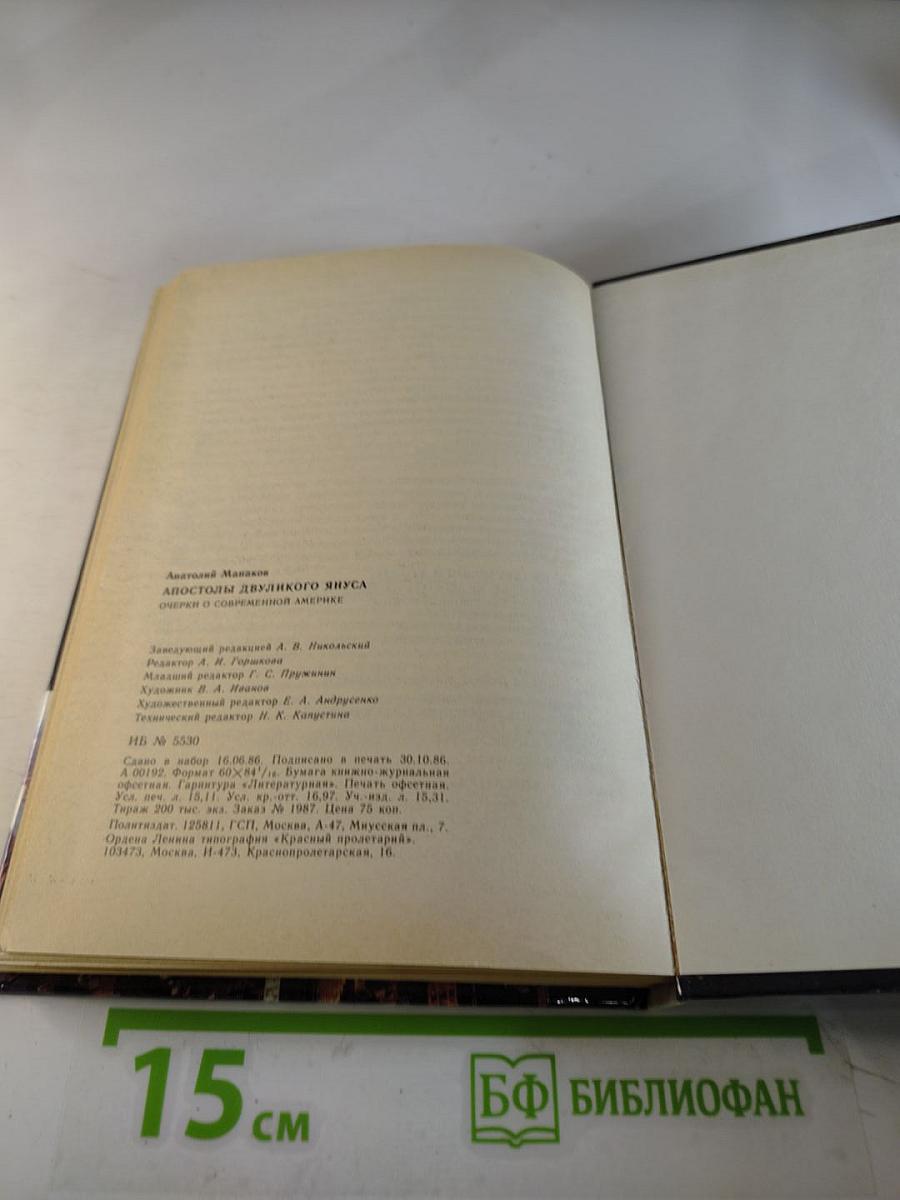 Анатолий Манаков
АПОСТОЛЫ ДВУЛИКОГО ЯНУСА
ОЧЕРКИ О СОВРЕМЕННОЙ АМЕРИКЕ
Заведующий редакцией А. В. Никольский
Редактор А. И. Горшкова
Младший редактор Г. С. Пружинин
Художник В. А. Иванов
Художественный редактор Е. А. Андрусенко
Технический редактор Н. К. Капустина
ИБ № 5530
Сдано в набор 16.06.86. Подписано в печать 30.10.86.
А 00192. Формат 60×84 1/16. Бумага книжно-журнальная
офсетная. Гарнитура «Литературная». Печать офсетная.
Усл. печ. л. 15,11. Усл. кр.-отт. 16,97. Уч.-изд. л. 15,31.
Тираж 200 тыс. экз. Заказ № 1987. Цена 75 коп.
Политиздат. 125811, ГСП, Москва, А-47, Миусская пл., 7.
Ордена Ленина типография «Красный пролетарий».
103473, Москва, И-473, Краснопролетарская, 16.
15 см
БФ БИБЛИОФАН